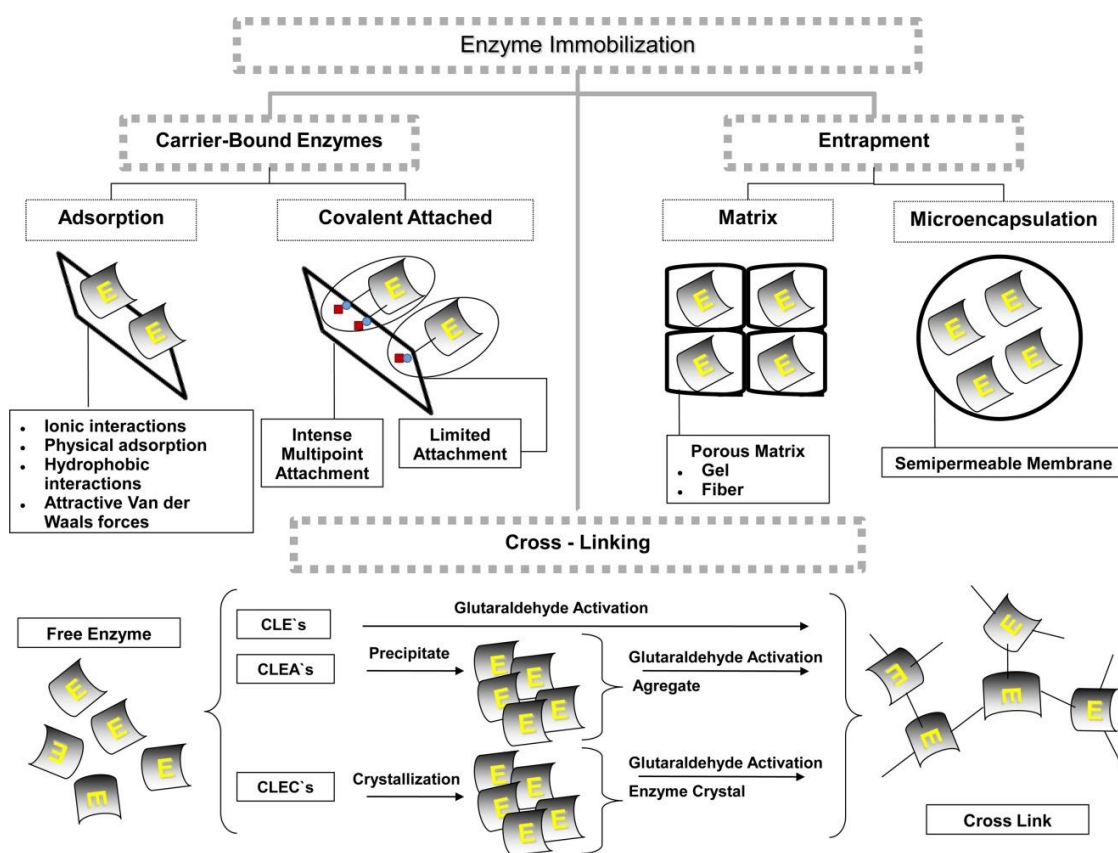 Enzyme Immobilization
Carrier-Bound Enzymes
Entrapment
Adsorption
Covalent Attached
Matrix
Microencapsulation
E
E
E
E
E
E
E
E
E
E
E
E
• Ionic interactions
• Physical adsorption
• Hydrophobic
interactions
• Attractive Van der
Waals forces
Intense
Multipoint
Attachment
Limited
Attachment
Porous Matrix
• Gel
• Fiber
Semipermeable Membrane
Cross - Linking
Free Enzyme
E
E
E
E
E
CLE`s
Glutaraldehyde Activation
CLEA`s
Precipitate
E
E
E
E
E
E
Glutaraldehyde Activation
Agregate
CLEC`s
Crystallization
E
E
E
E
E
E
Glutaraldehyde Activation
Enzyme Crystal
E
E
E
E
E
Cross Link